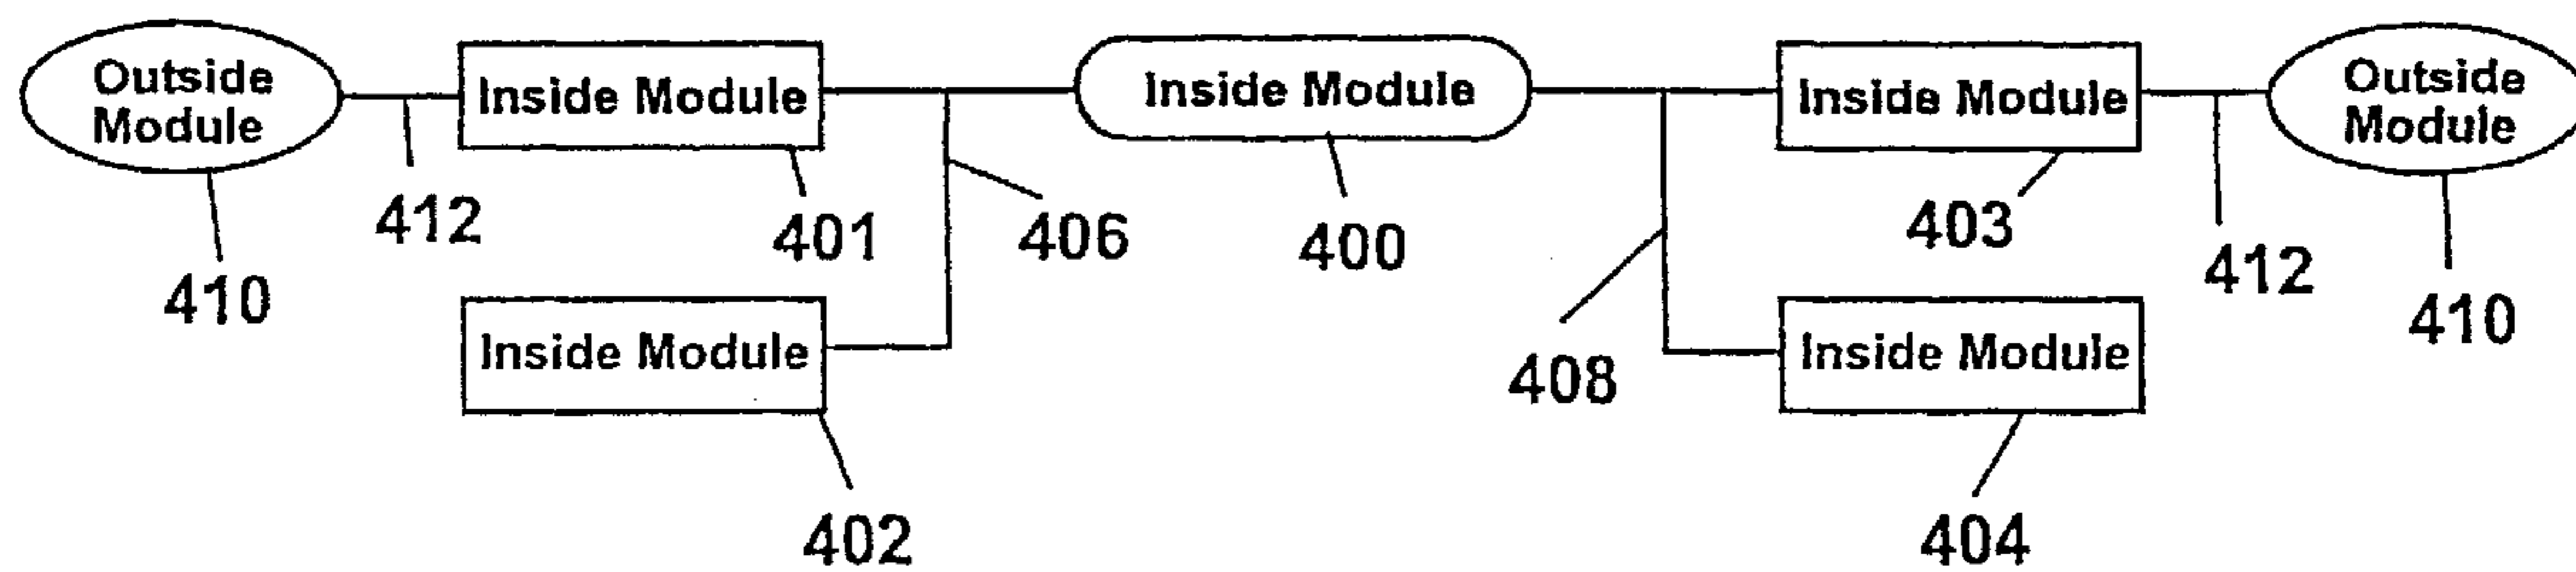 Outside
Module
Inside Module
Inside Module
Inside Module
Outside
Module
412
401
406
400
403
412
410
410
Inside Module
408
Inside Module
402
404